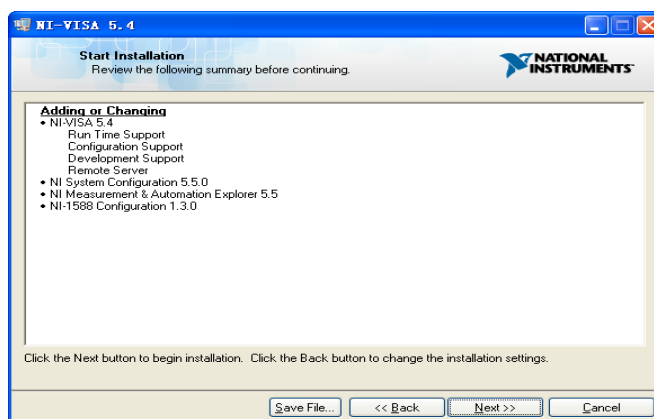 NI-VISA 5.4
Start Installation
Review the following summary before continuing.
NATIONAL
INSTRUMENTS
Adding or Changing
• NI-VISA 5.4
Run Time Support
Configuration Support
Development Support
Remote Server
• NI System Configuration 5.5.0
• NI Measurement & Automation Explorer 5.5
• NI-1588 Configuration 1.3.0
Click the Next button to begin installation.  Click the Back button to change the installation settings.
Save File... << Back Next >> Cancel